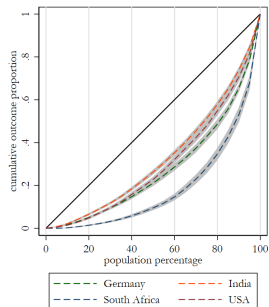 cumulative outcome proportion
1
.8
.6
.4
.2
0
0 20 40 60 80 100
population percentage
Germany India
South Africa USA